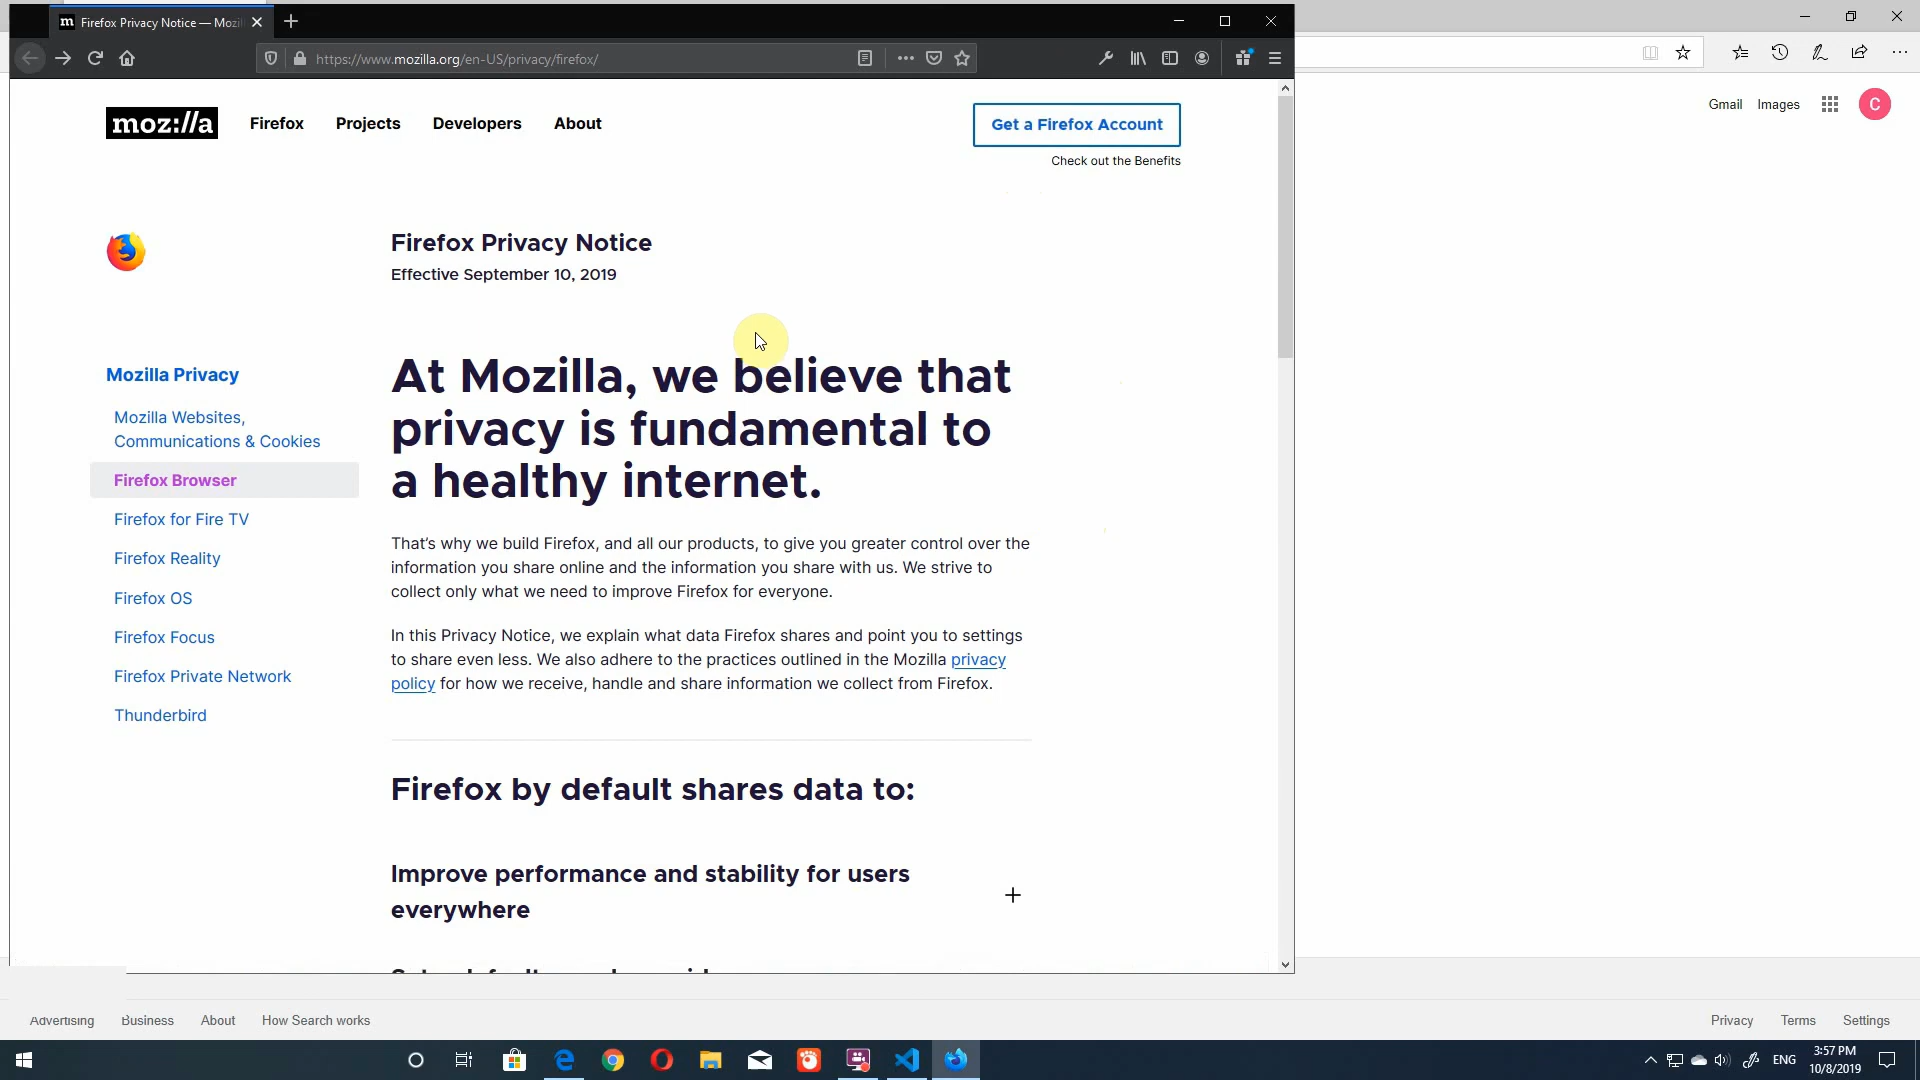 Firefox Privacy Notice — Mozil
https://www.mozilla.org/en-US/privacy/firefox/
Gmail Images
C
moz://a
Firefox Projects Developers About
Get a Firefox Account
Check out the Benefits
Firefox Privacy Notice
Effective September 10, 2019
Mozilla Privacy
Mozilla Websites,
Communications & Cookies
Firefox Browser
Firefox for Fire TV
Firefox Reality
Firefox OS
Firefox Focus
Firefox Private Network
Thunderbird
At Mozilla, we believe that
privacy is fundamental to
a healthy internet.
That’s why we build Firefox, and all our products, to give you greater control over the
information you share online and the information you share with us. We strive to
collect only what we need to improve Firefox for everyone.
In this Privacy Notice, we explain what data Firefox shares and point you to settings
to share even less. We also adhere to the practices outlined in the Mozilla privacy
policy for how we receive, handle and share information we collect from Firefox.
Firefox by default shares data to:
Improve performance and stability for users
everywhere
Advertising Business About How Search works
Privacy Terms Settings
ENG
3:57 PM
10/8/2019